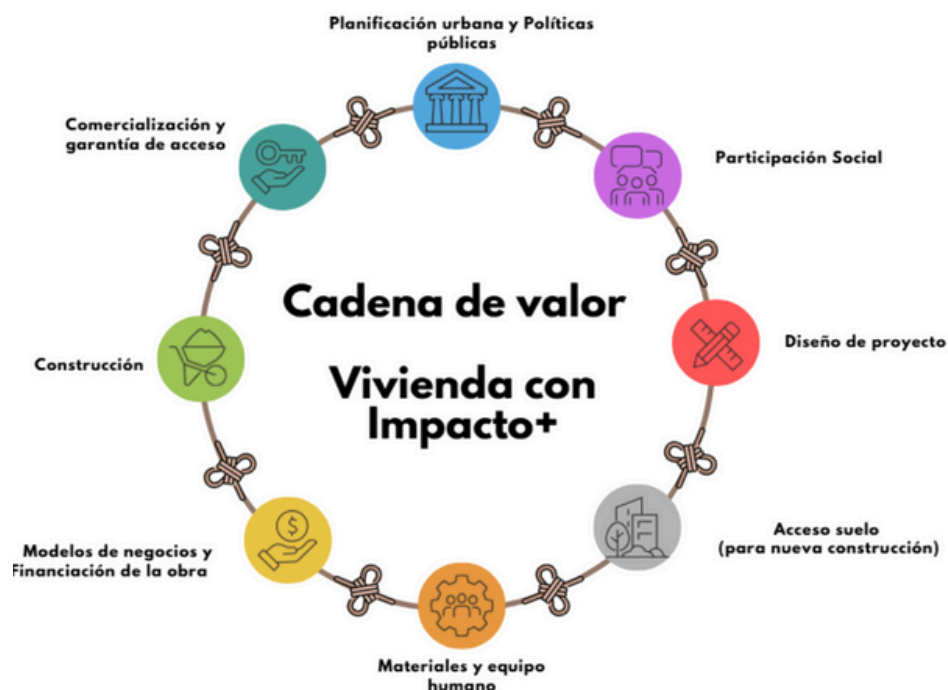 Planificación urbana y Políticas
públicas
Comercialización y
garantía de acceso
Participación Social
Cadena de valor
Vivienda con
Impacto+
Diseño de proyecto
Construcción
Acceso suelo
(para nueva construcción)
Modelos de negocios y
Financiación de la obra
$
Materiales y equipo
humano